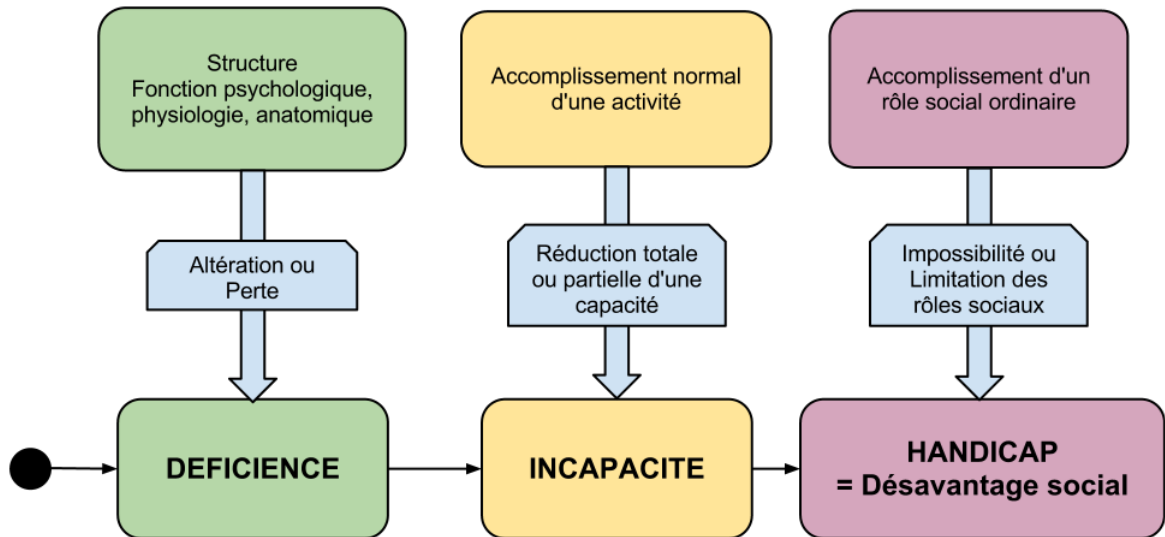 Structure
Fonction psychologique,
physiologie, anatomique
Accomplissement normal
d'une activité
Accomplissement d'un
rôle social ordinaire
Altération ou
Perte
Réduction totale
ou partielle d'une
capacité
Impossibilité ou
Limitation des
rôles sociaux
DEFICIENCE
INCAPACITE
HANDICAP
= Désavantage social